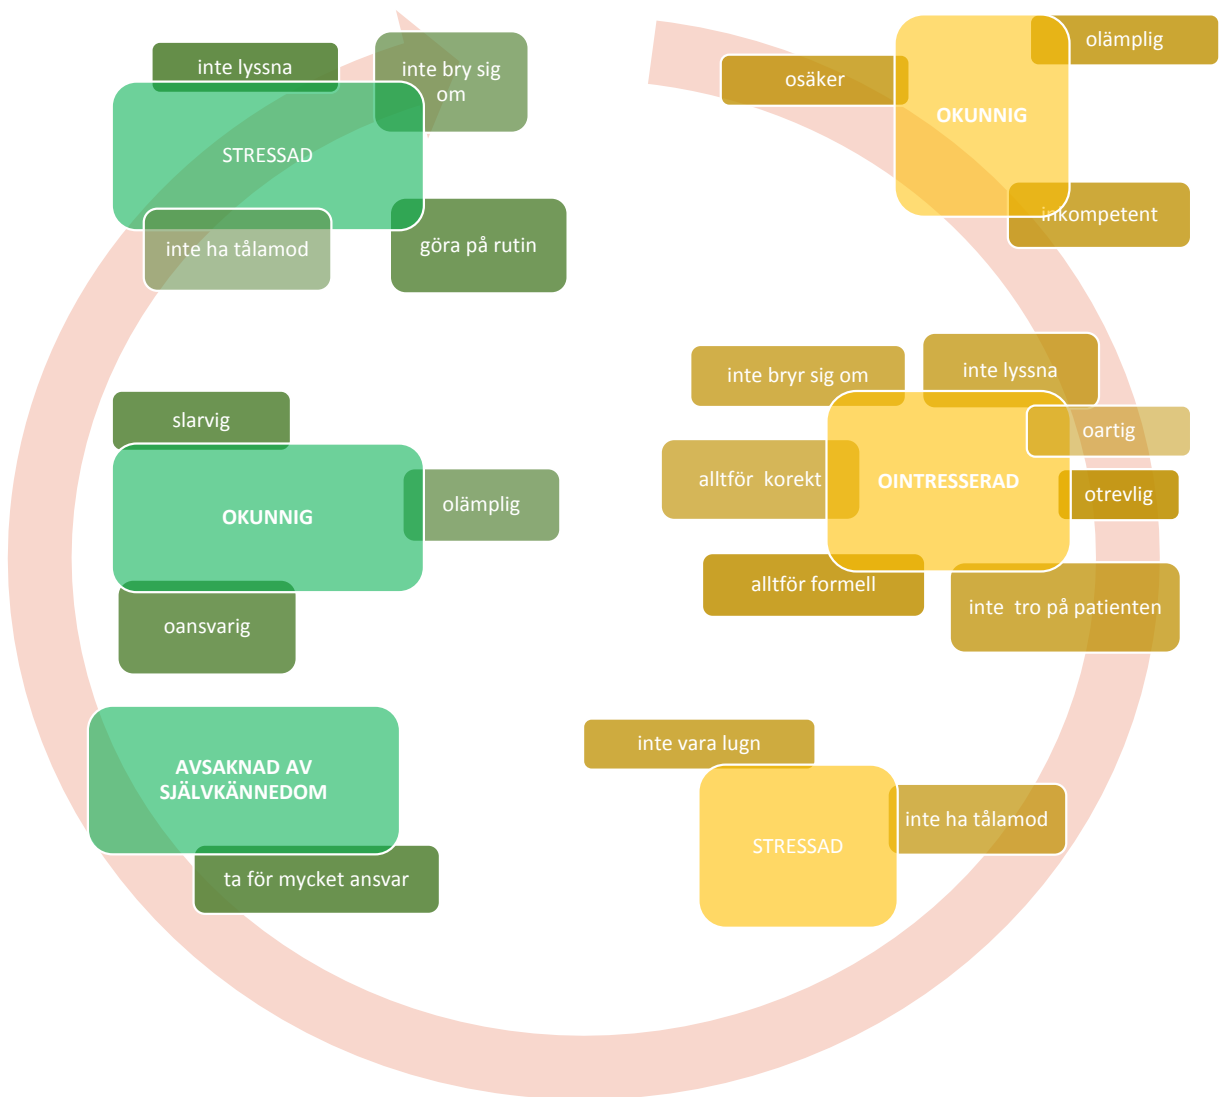 inte lyssna
inte bry sig
om
STRESSAD
inte ha tålamod
göra på rutin
slarvig
OKUNNIG
olämplig
oansvarig
AVSAKNAD AV
SJÄLVKÄNNEDOM
ta för mycket ansvar
olämplig
osäker
OKUNNIG
inkompetent
inte bryr sig om
inte lyssna
oartig
alltför  korekt
OINTRESSERAD
otrevlig
alltför formell
inte  tro på patienten
inte vara lugn
inte ha tålamod
STRESSAD